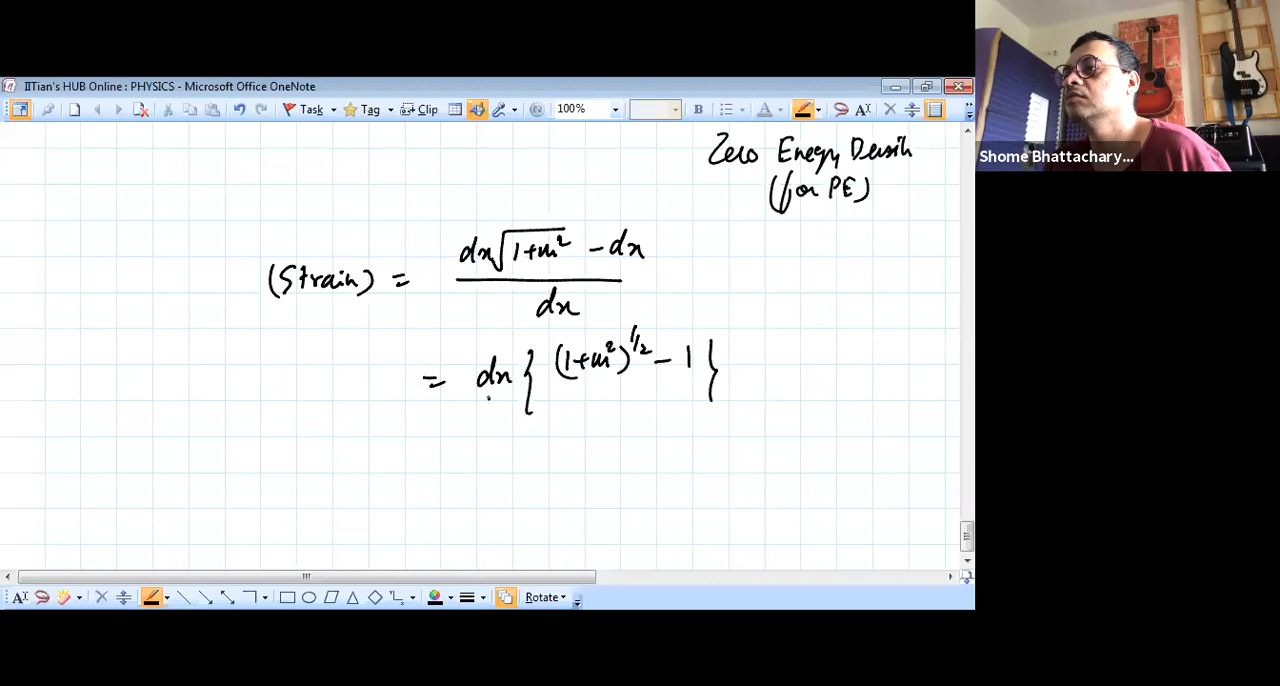 IITian's HUB Online : PHYSICS - Microsoft Office OneNote
Task Tag Clip 100% B A A
Shome Bhattachary...
Zero Energy Density
(for PE)
(Strain) = dx√(1+m²) - dx
dx
= dx { (1+m²)^1/2 - 1 }
A Rotate